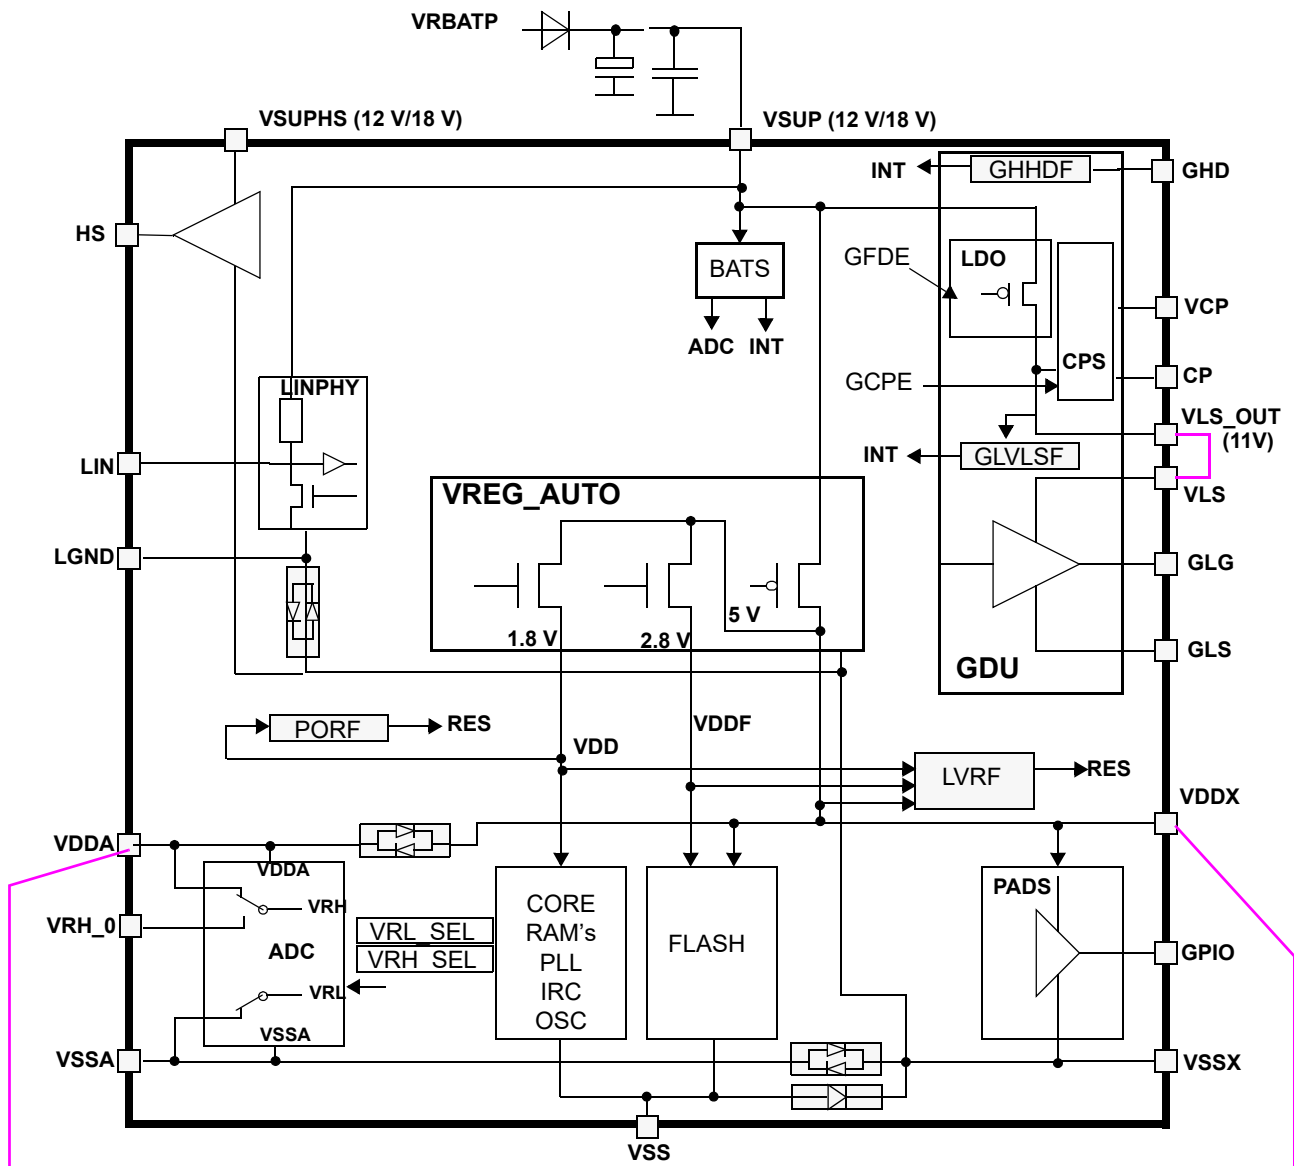 VRBATP
VSUPHS (12 V/18 V)
VSUP (12 V/18 V)
INT
GHHDF
GHD
HS
BATS
GFDE
LDO
ADC
INT
VCP
CPS
GCPE
CP
LINPHY
VLS_OUT
(11V)
LIN
INT
GLVLSF
VREG_AUTO
VLS
LGND
GLG
5 V
1.8 V
2.8 V
GLS
GDU
PORF
RES
VDD
VDDF
LVRF
RES
VDDX
VDDA
VDDA
PADS
VRH
VRH_0
VRL_SEL
VRH_SEL
ADC
CORE
RAM's
PLL
IRC
OSC
FLASH
GPIO
VRL
VSSA
VSSA
VSSX
VSS